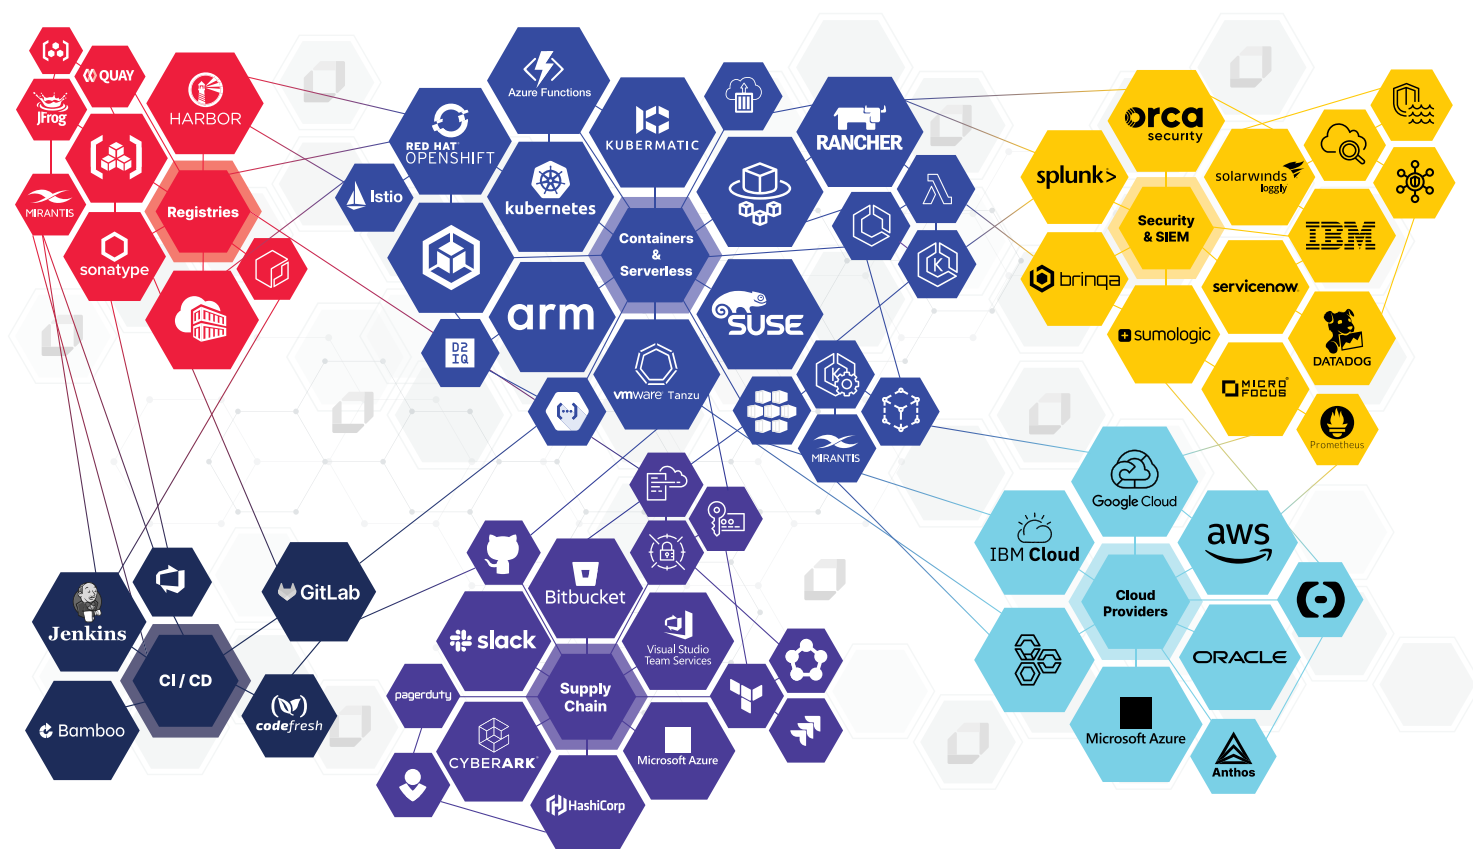 QUAY
JFrog
HARBOR
MIRANTIS
Registries
sonatype
Azure Functions
RED HAT®
OPENSHIFT
KUBERMATIC
RANCHER
Istio
kubernetes
Containers
&
Serverless
arm
SUSE
D2
IQ
vmware® Tanzu
MIRANTIS
orca
security
splunk>
solarwinds
loggly
Security
& SIEM
IBM
brinqa
servicenow
sumologic
DATADOG
MICRO
FOCUS
Prometheus
Google Cloud
IBM Cloud
aws
Cloud
Providers
ORACLE
Microsoft Azure
Anthos
Jenkins
GitLab
CI / CD
Bamboo
codefresh
Bitbucket
slack
Visual Studio
Team Services
pagerduty
Supply
Chain
CYBERARK®
Microsoft Azure
HashiCorp